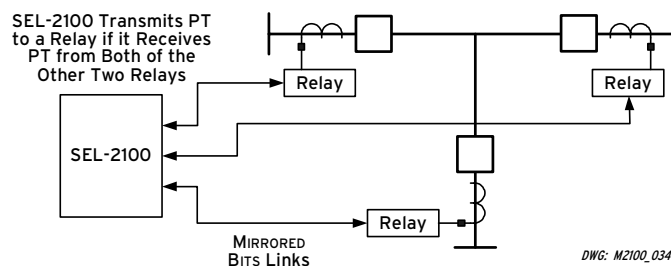 SEL-2100 Transmits PT
to a Relay if it Receives
PT from Both of the
Other Two Relays
Relay
Relay
SEL-2100
Relay
MIRRORED
BITS Links
DWG: M2100_034